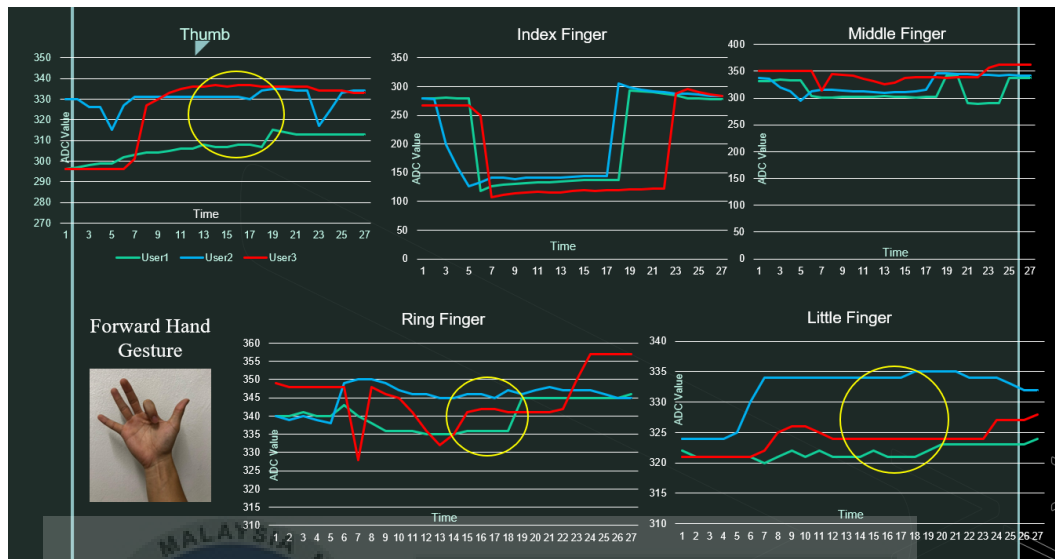 Thumb
350
340
330
320
310
300
290
280
270
ADC Value
Time
1 3 5 7 9 11 13 15 17 19 21 23 25 27
User1 User2 User3
Index Finger
350
300
250
200
150
100
50
0
ADC Value
Time
1 3 5 7 9 11 13 15 17 19 21 23 25 27
Middle Finger
400
350
300
250
200
150
100
50
0
ADC Value
Time
1 3 5 7 9 11 13 15 17 19 21 23 25 27
Forward Hand
Gesture
Ring Finger
360
355
350
345
340
335
330
325
320
315
310
ADC Value
Time
1 2 3 4 5 6 7 8 9 10 11 12 13 14 15 16 17 18 19 20 21 22 23 24 25 26 27
Little Finger
340
335
330
325
320
315
310
ADC Value
Time
1 2 3 4 5 6 7 8 9 10 11 12 13 14 15 16 17 18 19 20 21 22 23 24 25 26 27
MALAYSIA